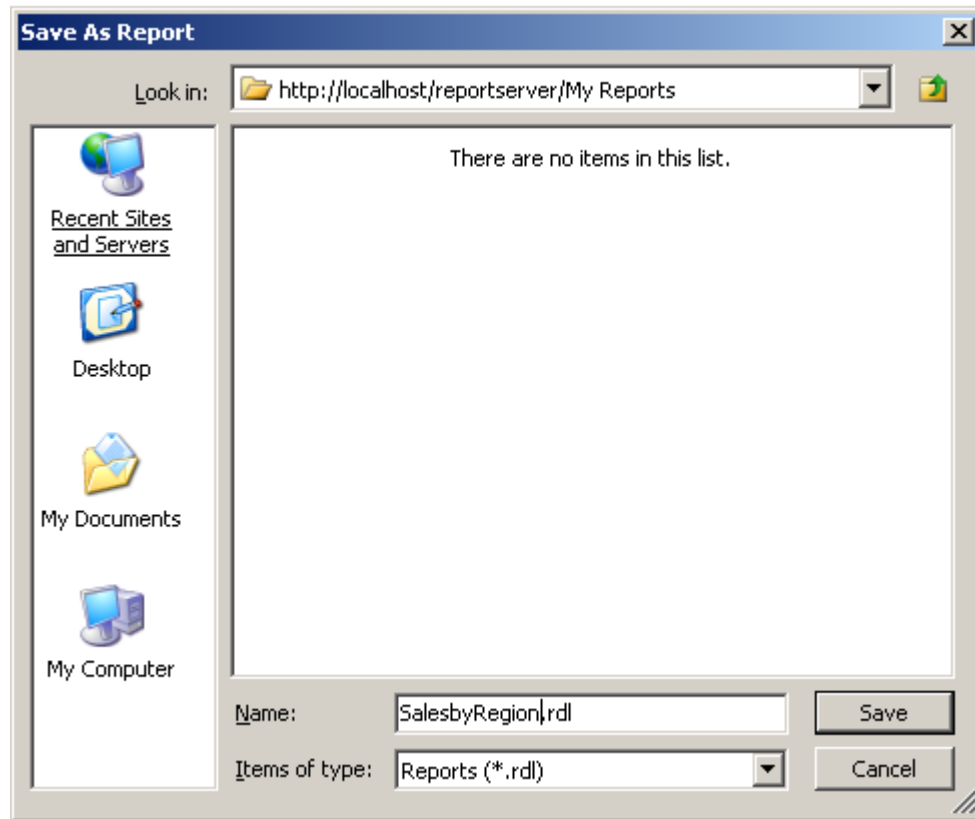 Save As Report
Look in:
http://localhost/reportserver/My Reports
There are no items in this list.
Recent Sites
and Servers
Desktop
My Documents
My Computer
Name:
SalesbyRegion.rdl
Save
Items of type:
Reports (*.rdl)
Cancel